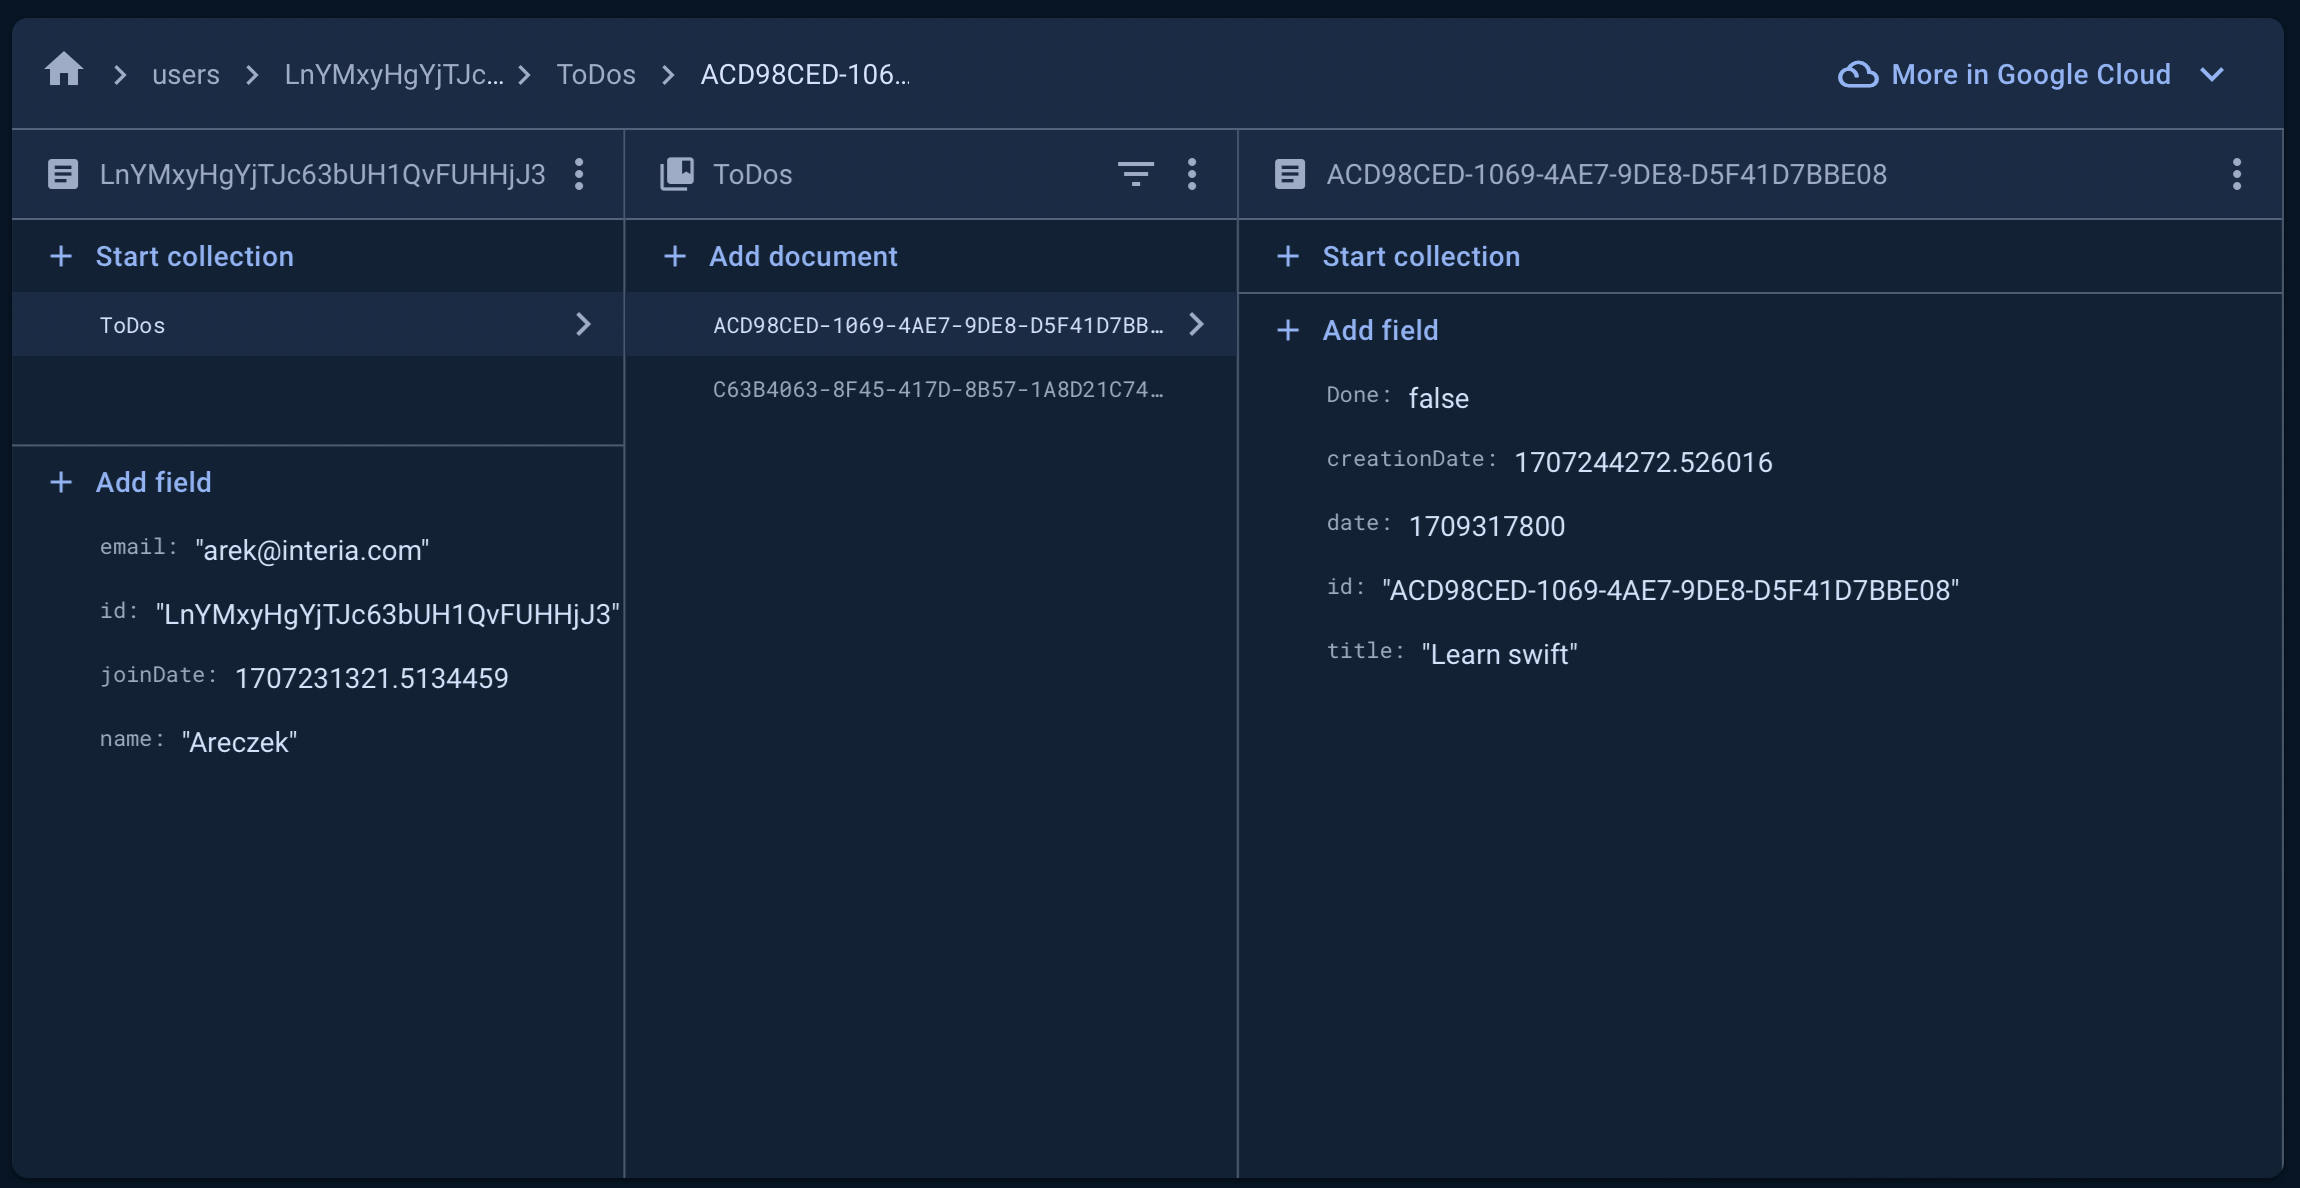 users LnYMxyHgYjTJc... ToDos ACD98CED-106... More in Google Cloud
LnYMxyHgYjTJc63bUH1QvFUHHjJ3
Start collection
ToDos
Add field
email: "arek@interia.com"
id: "LnYMxyHgYjTJc63bUH1QvFUHHjJ3"
joinDate: 1707231321.5134459
name: "Areczek"
ToDos
Add document
ACD98CED-1069-4AE7-9DE8-D5F41D7BB…
C63B4063-8F45-417D-8B57-1A8D21C74…
ACD98CED-1069-4AE7-9DE8-D5F41D7BBE08
Start collection
Add field
Done: false
creationDate: 1707244272.526016
date: 1709317800
id: "ACD98CED-1069-4AE7-9DE8-D5F41D7BBE08"
title: "Learn swift"